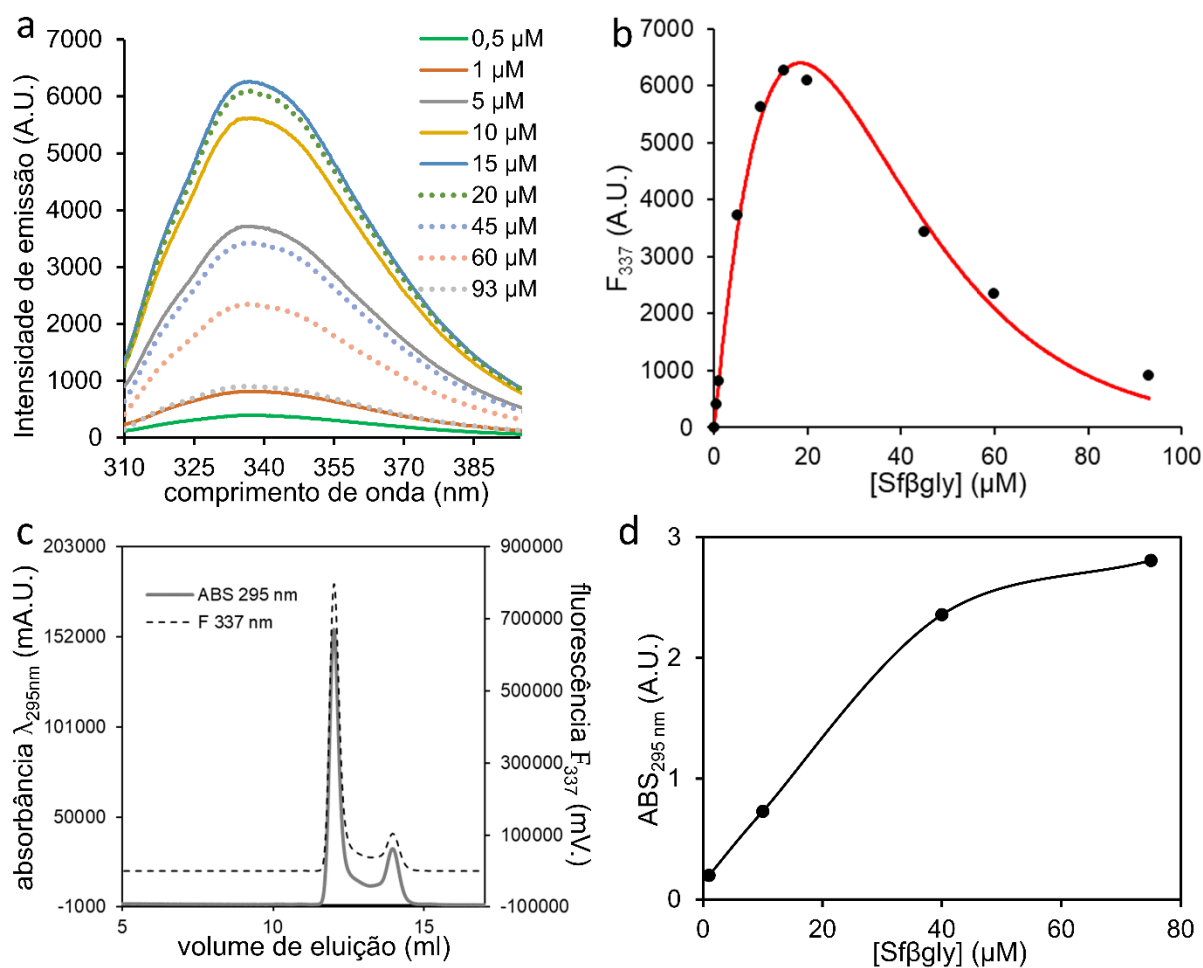 a
Intensidade de emissão (A.U.)
7000
6000
5000
4000
3000
2000
1000
0
310 325 340 355 370 385
comprimento de onda (nm)
0,5 µM
1 µM
5 µM
10 µM
15 µM
20 µM
45 µM
60 µM
93 µM
b
F337 (A.U.)
7000
6000
5000
4000
3000
2000
1000
0
0 20 40 60 80 100
[Sfβgly] (µM)
c
absorbância λ295nm (mA.U.)
203000
152000
101000
50000
-1000
ABS 295 nm
F 337 nm
900000
700000
500000
300000
100000
-100000
fluorescência F337 (mV.)
5 10 15
volume de eluição (ml)
d
ABS295 nm (A.U.)
3
2
1
0
0 20 40 60 80
[Sfβgly] (µM)